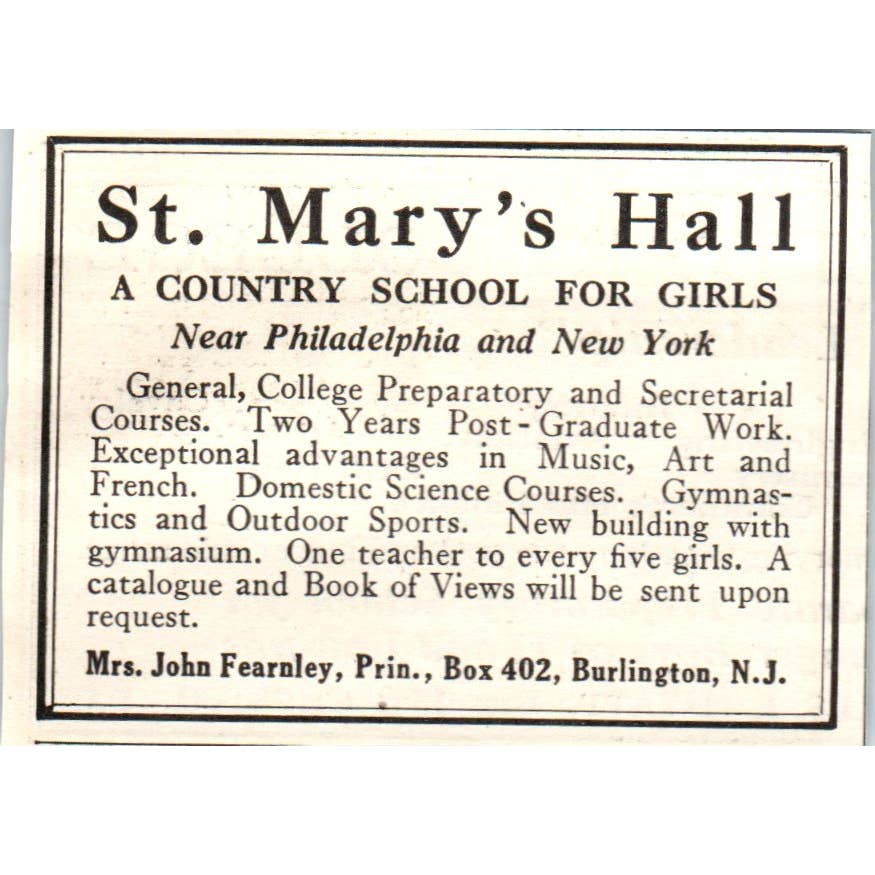 St. Mary's Hall
A COUNTRY SCHOOL FOR GIRLS
Near Philadelphia and New York
General, College Preparatory and Secretarial
Courses. Two Years Post-Graduate Work.
Exceptional advantages in Music, Art and
French. Domestic Science Courses. Gymnas-
tics and Outdoor Sports. New building with
gymnasium. One teacher to every five girls. A
catalogue and Book of Views will be sent upon
request.
Mrs. John Fearnley, Prin., Box 402, Burlington, N.J.